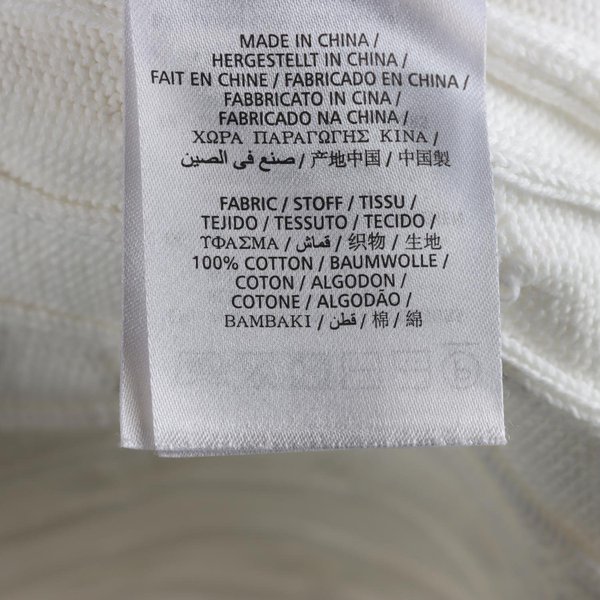 MADE IN CHINA /
HERGESTELLT IN CHINA /
FAIT EN CHINE / FABRICADO EN CHINA /
FABBRICATO IN CINA /
FABRICADO NA CHINA /
ΧΩΡΑ ΠΑΡΑΓΩΓΗΣ ΚΙΝΑ /
صنع في الصين / 产地中国 / 中国製
FABRIC / STOFF / TISSU /
TEJIDO / TESSUTO / TECIDO /
ΥΦΑΣΜΑ / قماش / 织物 / 生地
100% COTTON / BAUMWOLLE /
COTON / ALGODON /
COTONE / ALGODÃO /
ΒΑΜΒΑΚΙ / قطن / 棉 / 綿